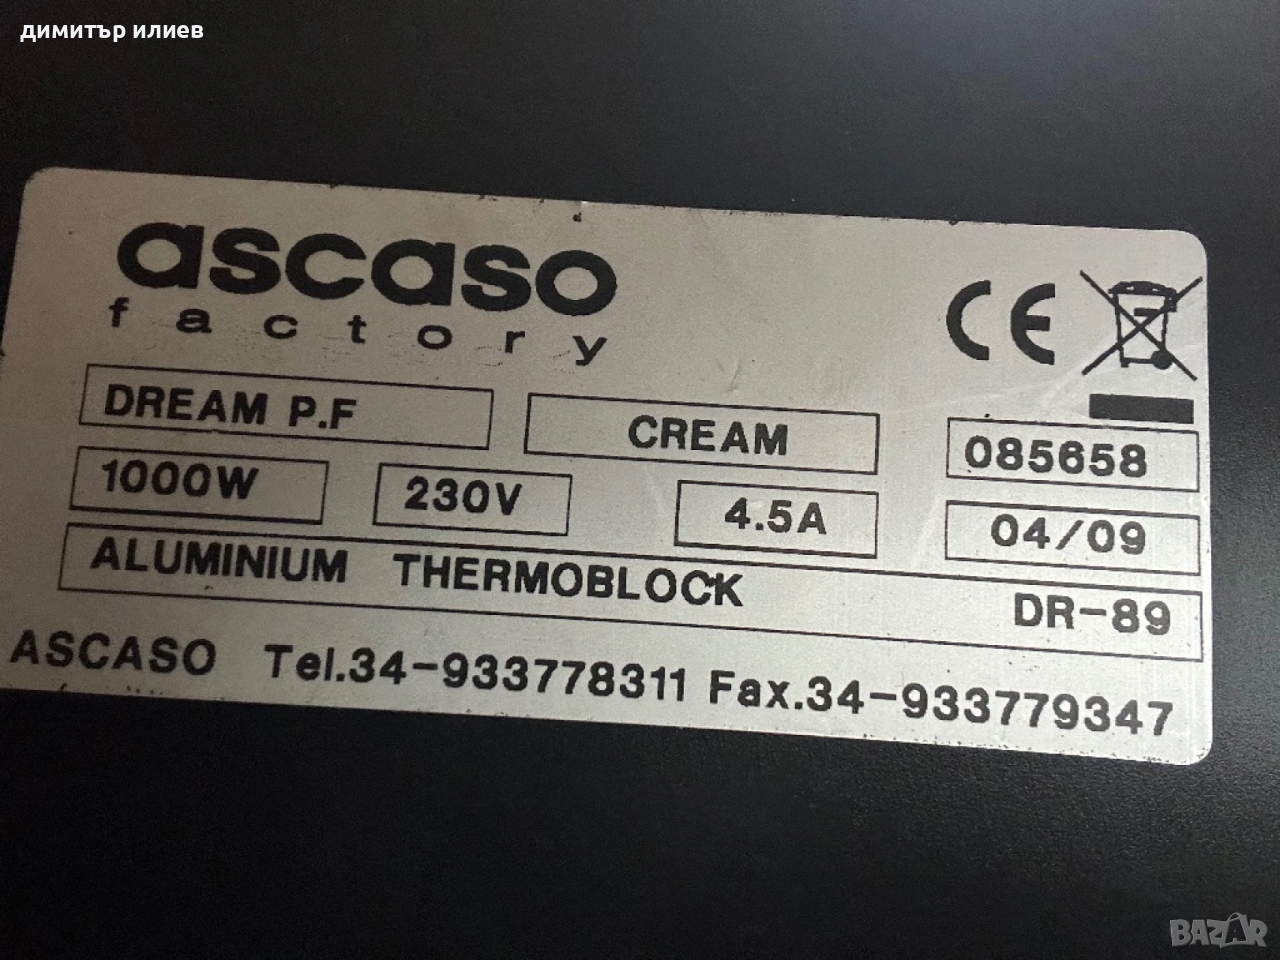 димитър илиев
ascaso
factory
DREAM P.F CREAM 085658
1000W 230V 4.5A 04/09
ALUMINIUM THERMOBLOCK DR-89
ASCASO Tel.34-933778311 Fax.34-933779347
CE
BAZAR